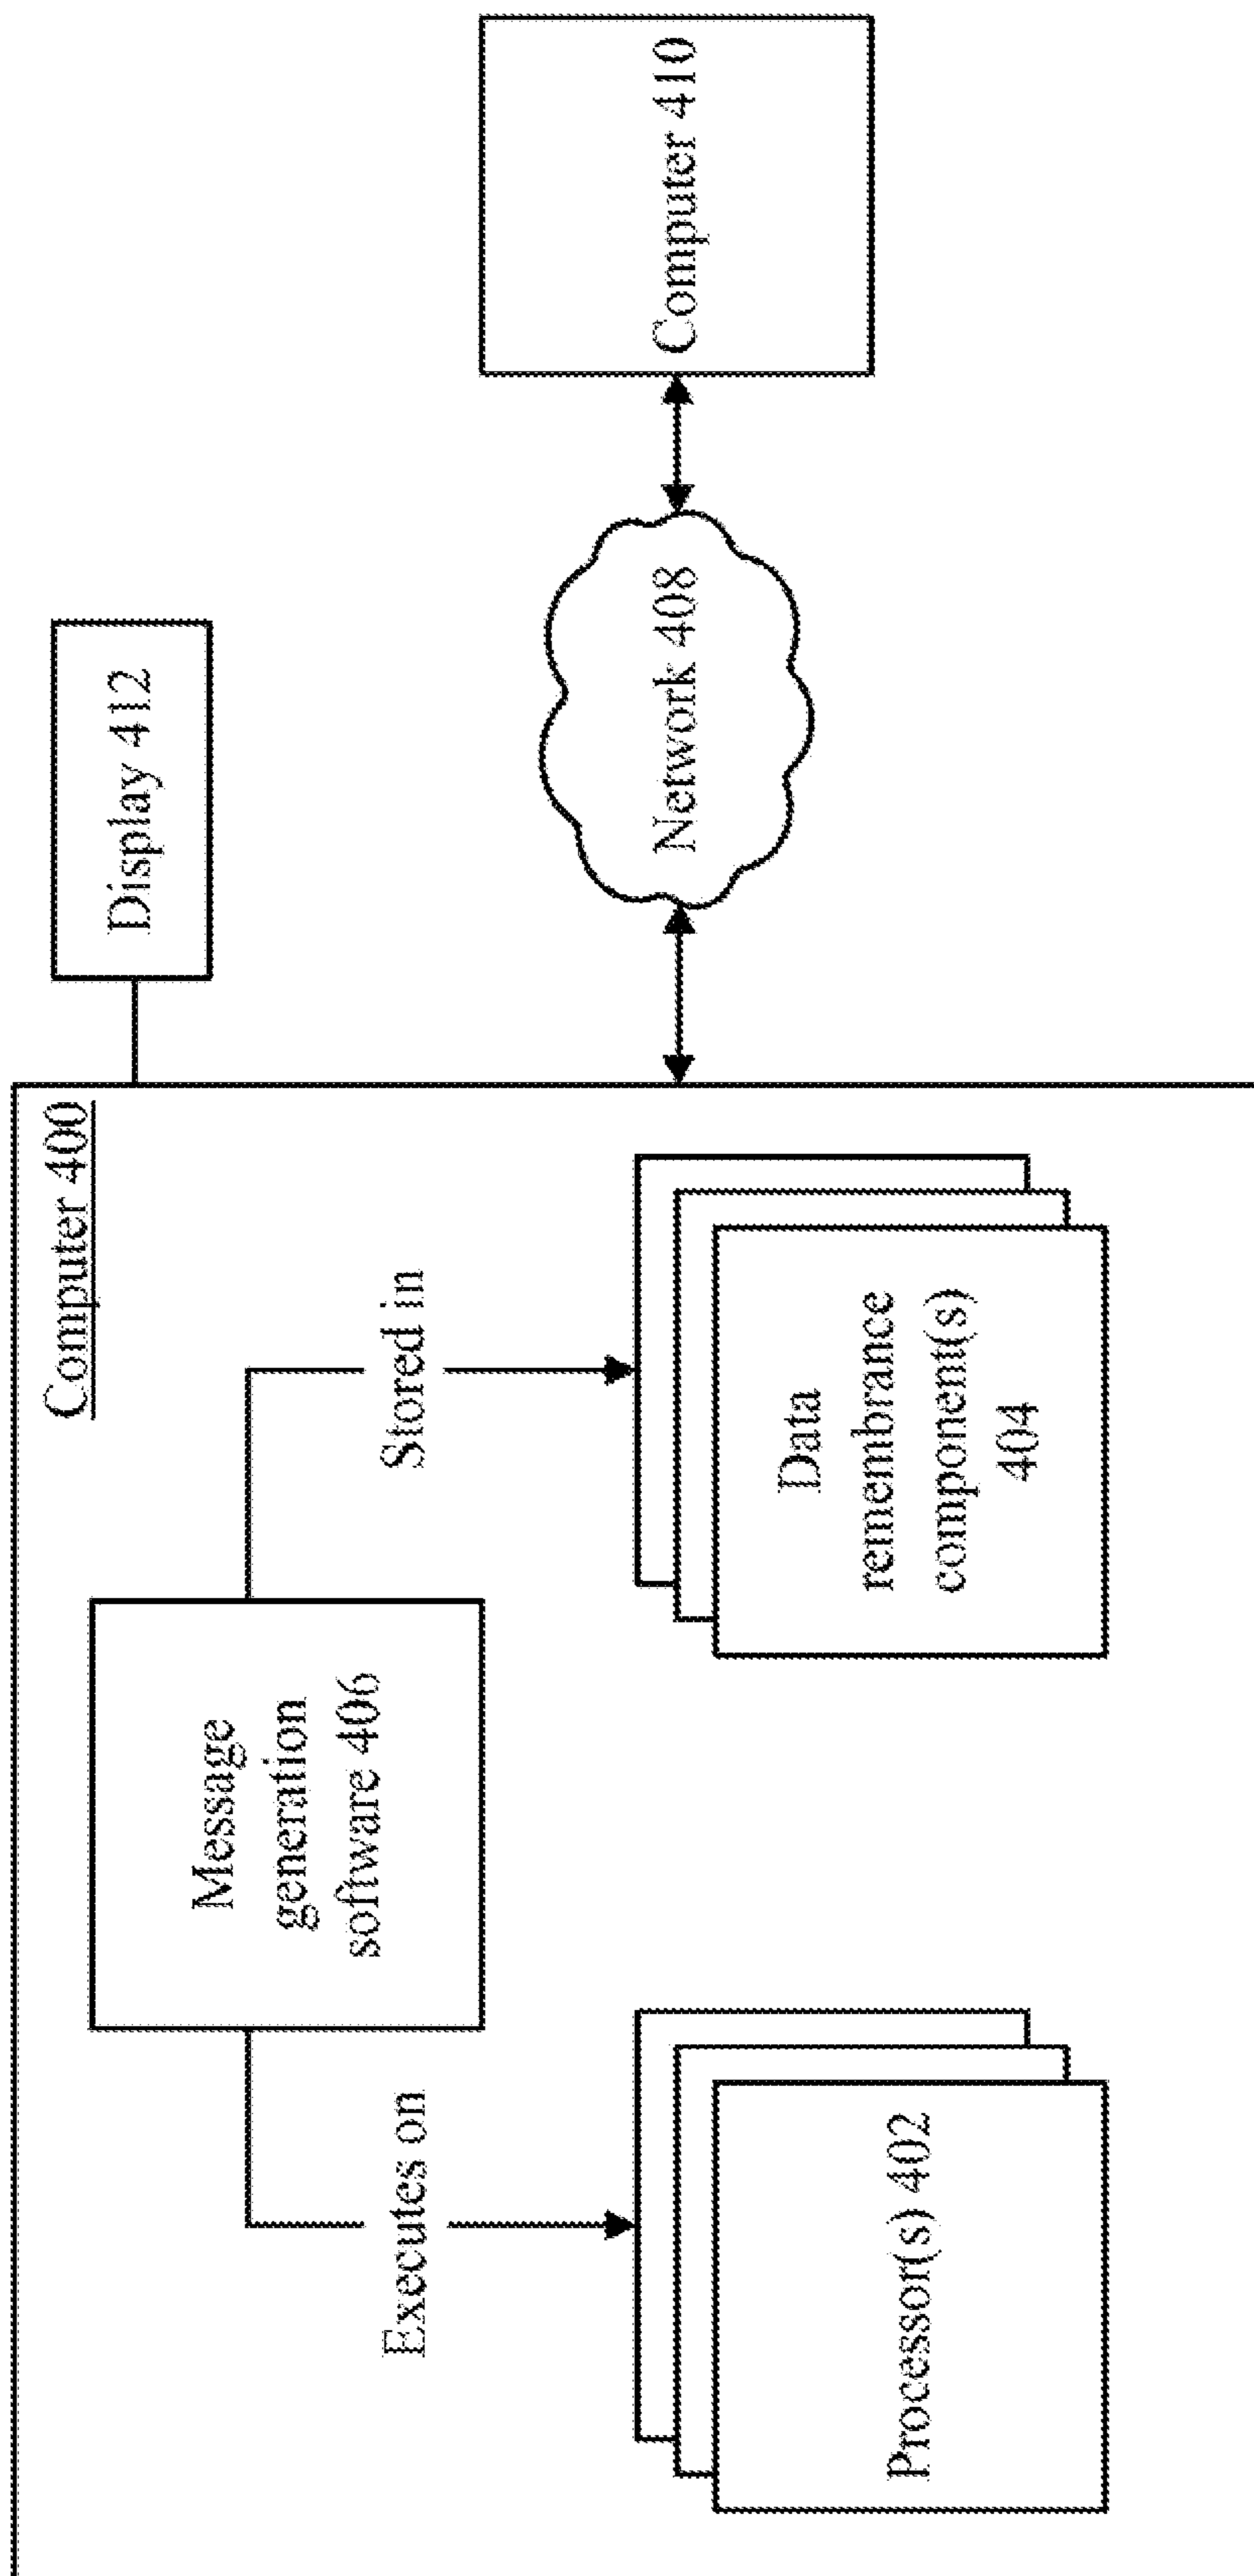 Computer 400
Message
generation
software 406
Executes on
Stored in
Processor(s) 402
Data
remembrance
component(s)
404
Display 412
Network 408
Computer 410